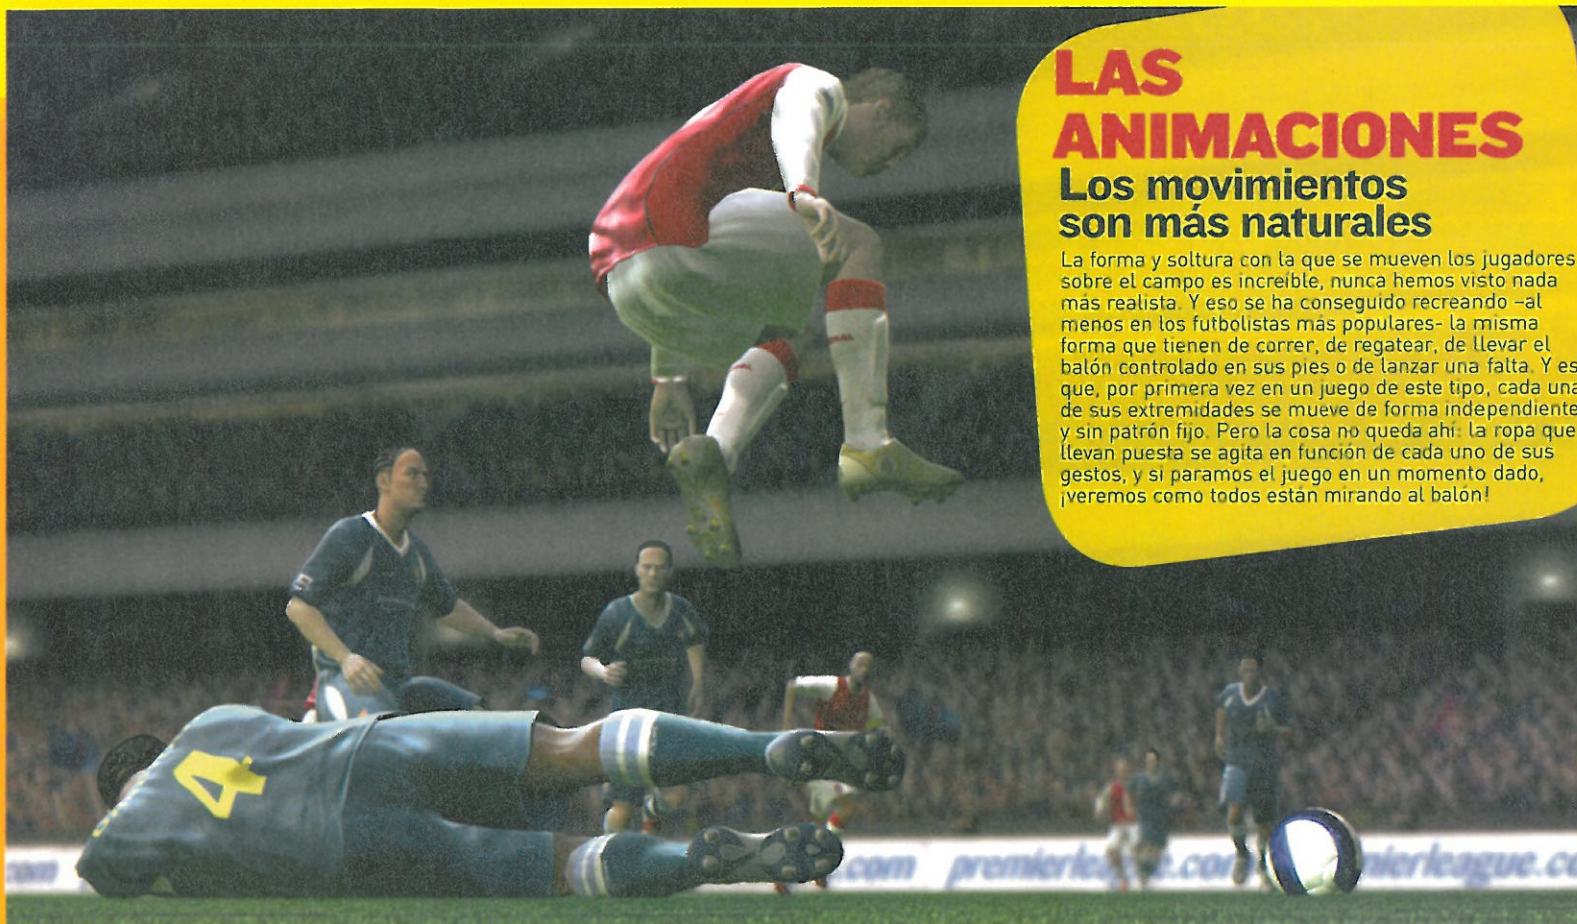 LAS
ANIMACIONES
Los movimientos
son más naturales
La forma y soltura con la que se mueven los jugadores
sobre el campo es increíble, nunca hemos visto nada
más realista. Y eso se ha conseguido recreando –al
menos en los futbolistas más populares- la misma
forma que tienen de correr, de regatear, de llevar el
balón controlado en sus pies o de lanzar una falta. Y es
que, por primera vez en un juego de este tipo, cada una
de sus extremidades se mueve de forma independiente
y sin patrón fijo. Pero la cosa no queda ahí: la ropa que
llevan puesta se agita en función de cada uno de sus
gestos, y si paramos el juego en un momento dado,
¡veremos como todos están mirando al balón!
4
com .com premierleague.com mierleague.co